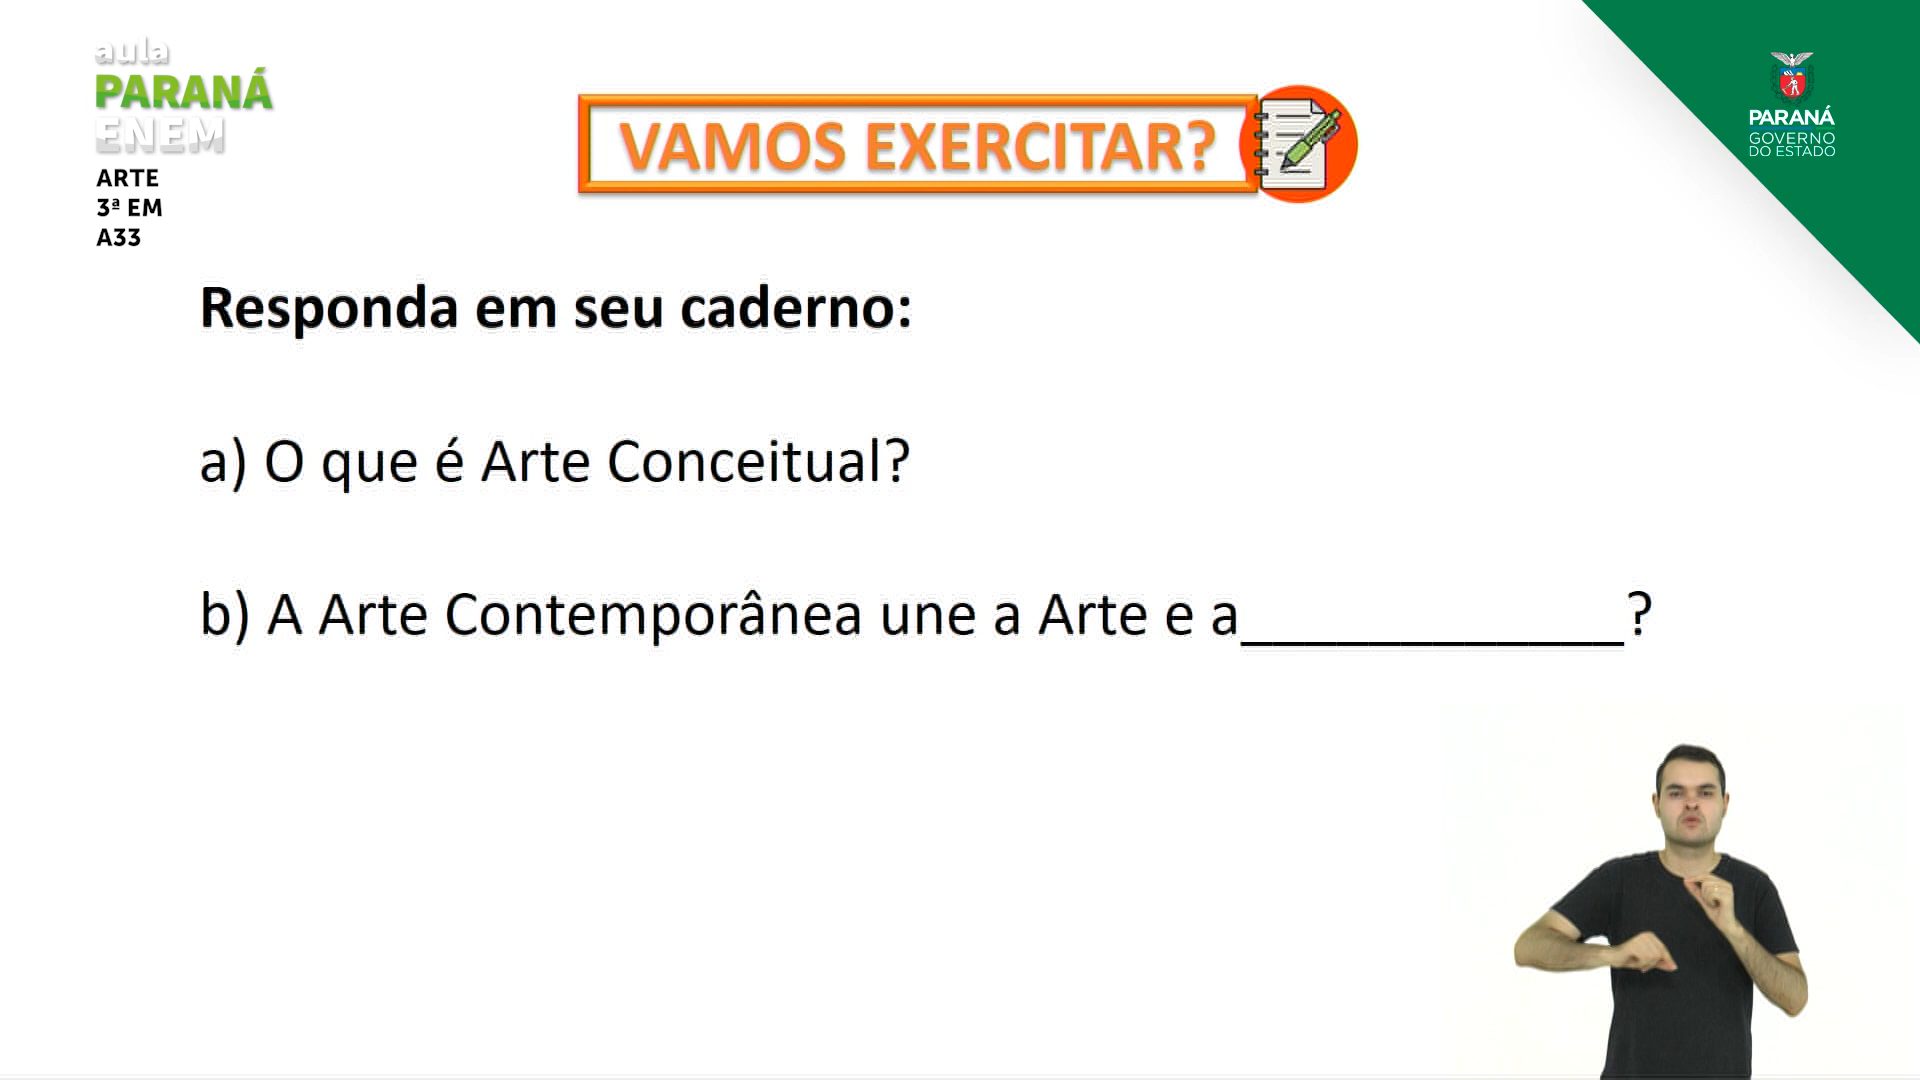 aula
PARANÁ
ENEM
ARTE
3ª EM
A33
VAMOS EXERCITAR?
PARANÁ
GOVERNO
DO ESTADO
Responda em seu caderno:
a) O que é Arte Conceitual?
b) A Arte Contemporânea une a Arte e a____________?